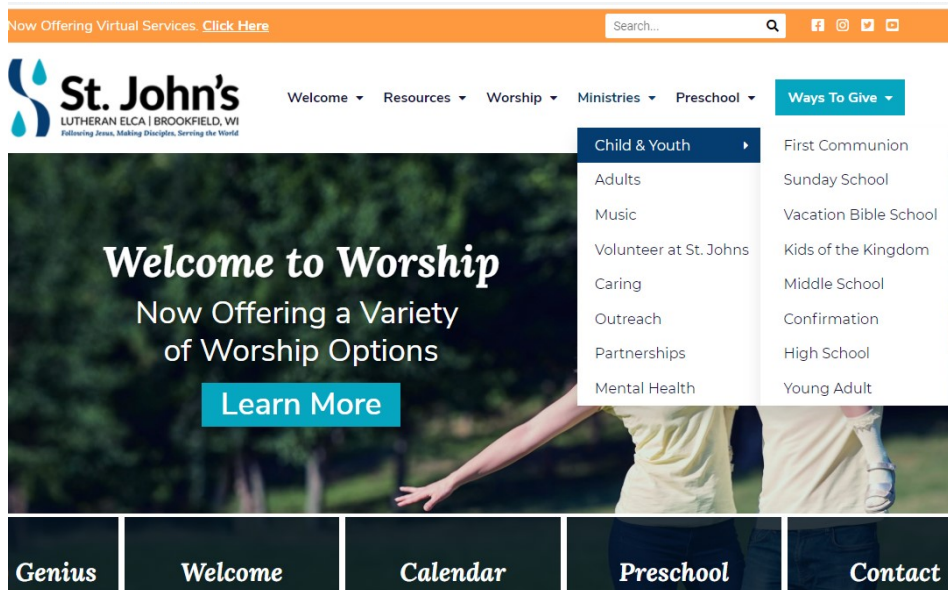 Now Offering Virtual Services. Click Here
Search...
St. John's
LUTHERAN ELCA | BROOKFIELD, WI
Following Jesus, Making Disciples, Serving the World
Welcome
Resources
Worship
Ministries
Preschool
Ways To Give
Child & Youth
Adults
Music
Volunteer at St. Johns
Caring
Outreach
Partnerships
Mental Health
First Communion
Sunday School
Vacation Bible School
Kids of the Kingdom
Middle School
Confirmation
High School
Young Adult
Welcome to Worship
Now Offering a Variety
of Worship Options
Learn More
Genius
Welcome
Calendar
Preschool
Contact